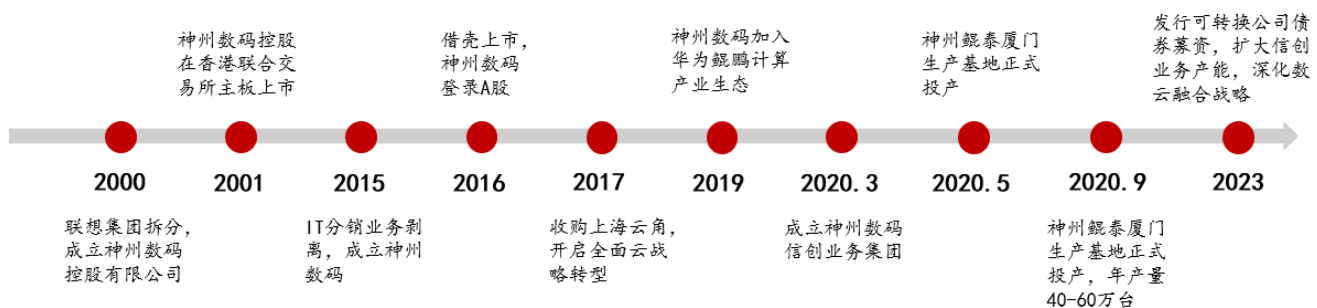 神州数码控股
在香港联合交
易所主板上市
借壳上市，
神州数码
登录A股
神州数码加入
华为鲲鹏计算
产业生态
神州鲲泰厦门
生产基地正式
投产
发行可转换公司债
券募资，扩大信创
业务产能，深化数
云融合战略
2000
2001
2015
2016
2017
2019
2020.3
2020.5
2020.9
2023
联想集团拆分，
成立神州数码
控股有限公司
IT分销业务剥
离，成立神州
数码
收购上海云角，
开启全面云战
略转型
成立神州数码
信创业务集团
神州鲲泰厦门
生产基地正式
投产，年产量
40-60万台